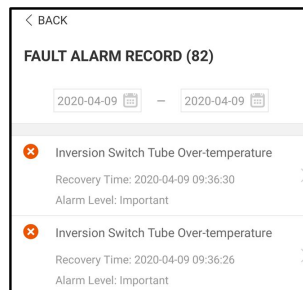 BACK
FAULT ALARM RECORD (82)
2020-04-09 – 2020-04-09
Inversion Switch Tube Over-temperature
Recovery Time: 2020-04-09 09:36:30
Alarm Level: Important
Inversion Switch Tube Over-temperature
Recovery Time: 2020-04-09 09:36:26
Alarm Level: Important